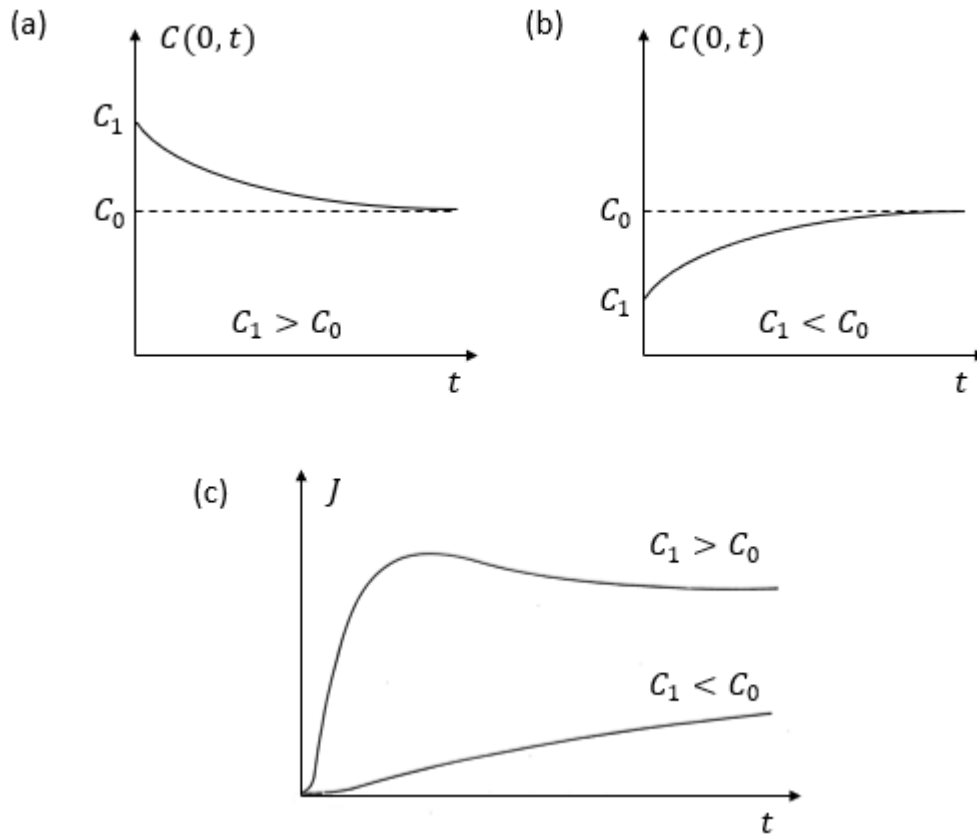 (a)
C(0, t)
C₁
C₀
C₁ > C₀
t
(b)
C(0, t)
C₀
C₁
C₁ < C₀
t
(c)
J
C₁ > C₀
C₁ < C₀
t